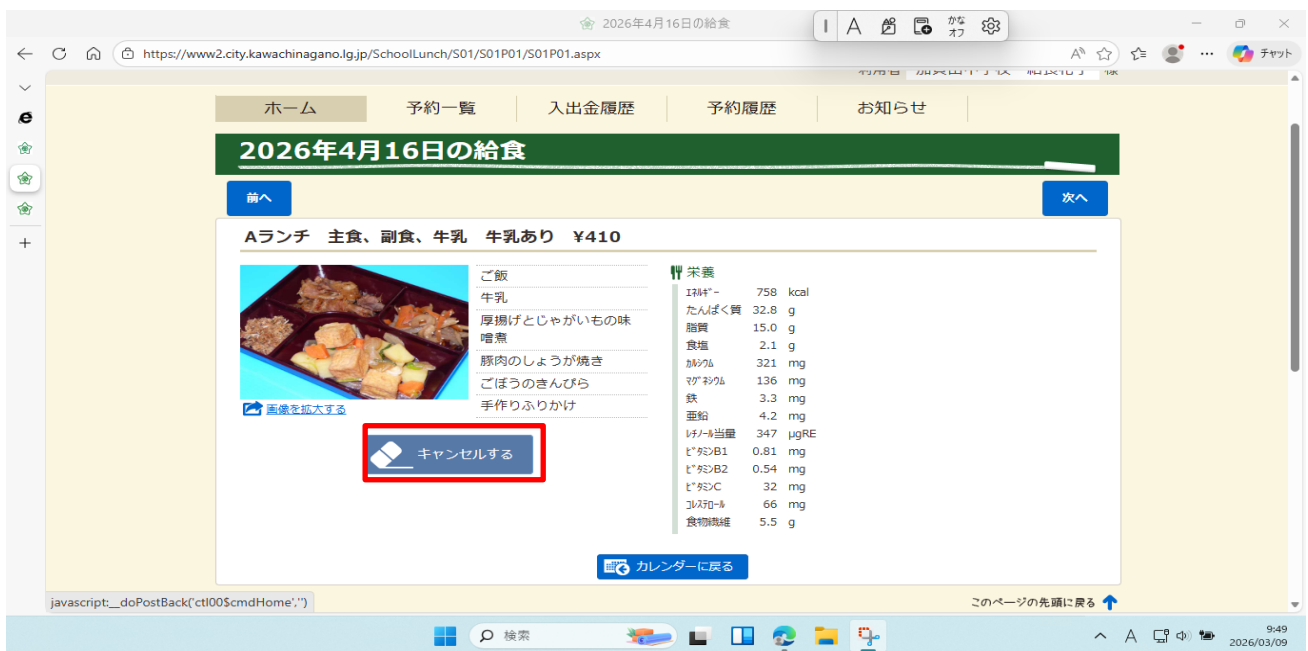 2026年4月16日の給食
A
かな
オフ
https://www2.city.kawachinagano.lg.jp/SchoolLunch/S01/S01P01/S01P01.aspx
チャット
ホーム
予約一覧
入出金履歴
予約履歴
お知らせ
2026年4月16日の給食
前へ
次へ
Aランチ 主食、副食、牛乳 牛乳あり ¥410
ご飯
牛乳
厚揚げとじゃがいもの味
噌煮
豚肉のしょうが焼き
ごぼうのきんぴら
手作りふりかけ
画像を拡大する
キャンセルする
栄養
ｴﾈﾙｷﾞｰ 758 kcal
たんぱく質 32.8 g
脂質 15.0 g
食塩 2.1 g
ｶﾙｼｳﾑ 321 mg
ﾏｸﾞﾈｼｳﾑ 136 mg
鉄 3.3 mg
亜鉛 4.2 mg
ﾚﾁﾉｰﾙ当量 347 μgRE
ﾋﾞﾀﾐﾝB1 0.81 mg
ﾋﾞﾀﾐﾝB2 0.54 mg
ﾋﾞﾀﾐﾝC 32 mg
ｺﾚｽﾃﾛｰﾙ 66 mg
食物繊維 5.5 g
カレンダーに戻る
javascript:__doPostBack('ctl00$cmdHome','')
このページの先頭に戻る
検索
A
9:49
2026/03/09